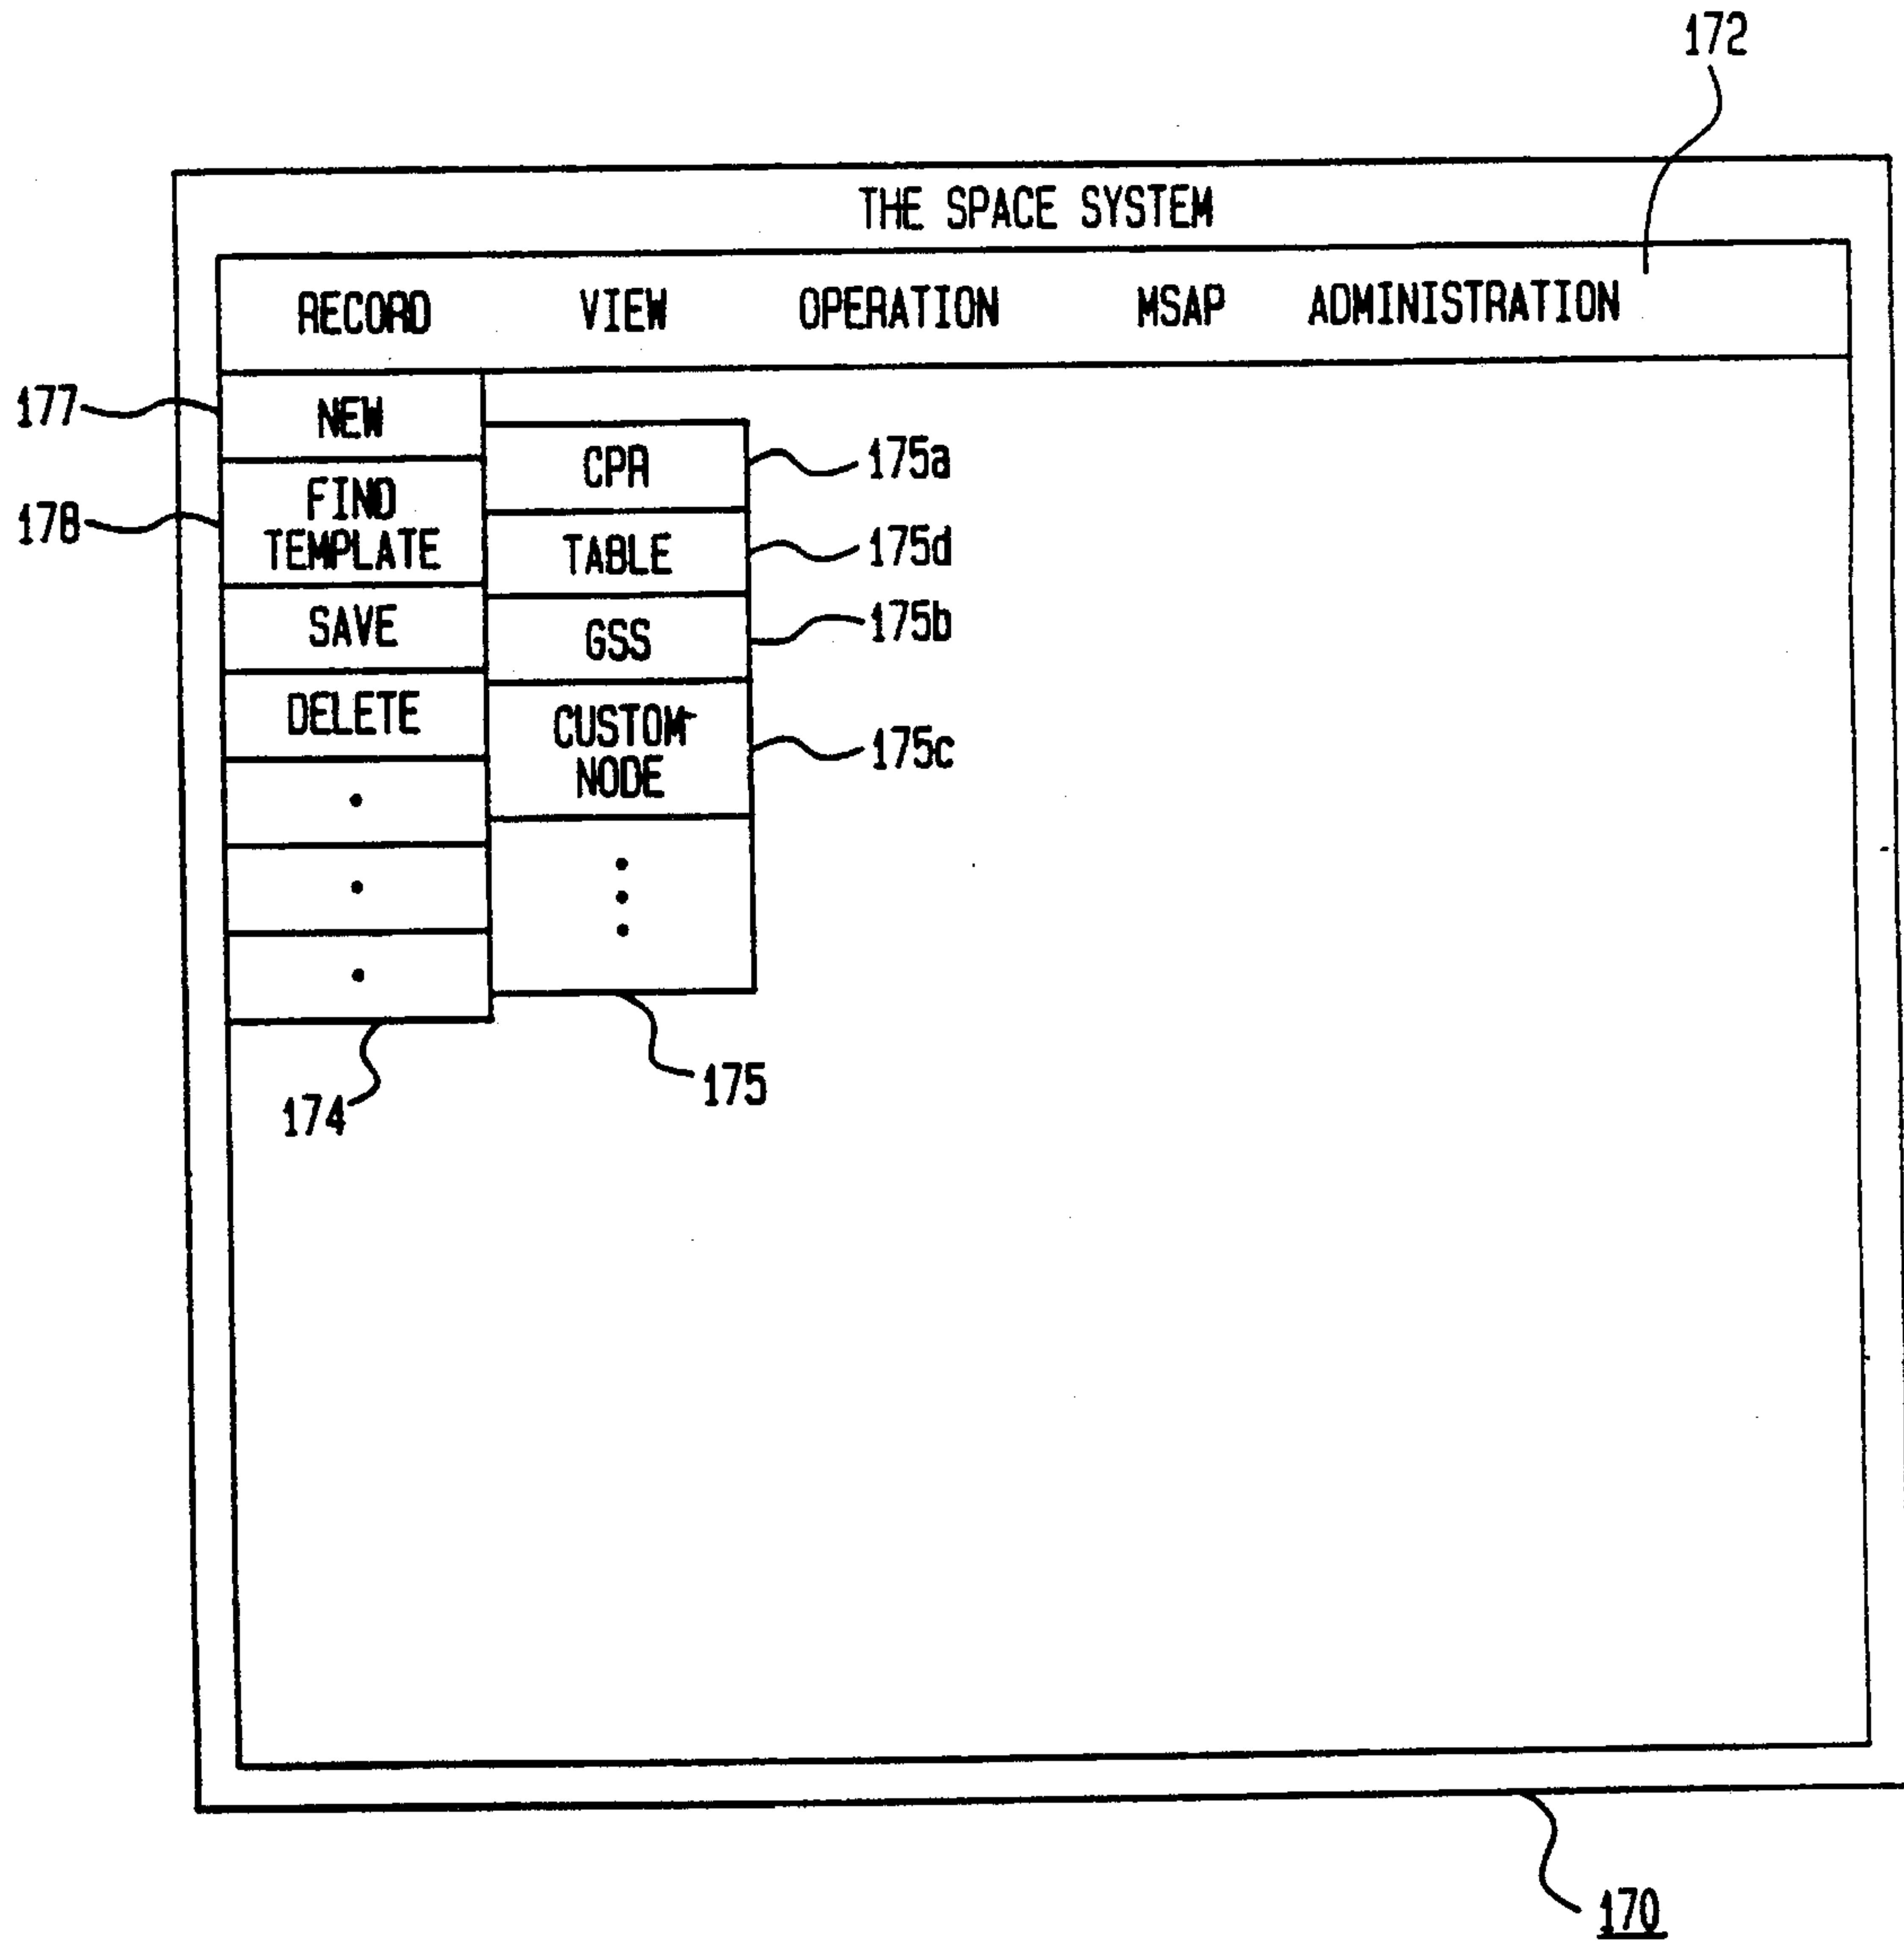 172
THE SPACE SYSTEM
RECORD VIEW OPERATION MSAP ADMINISTRATION
177
NEW
CPR
175a
178
FIND
TEMPLATE
TABLE
175d
SAVE
GSS
175b
DELETE
CUSTOM
NODE
175c
175
174
170